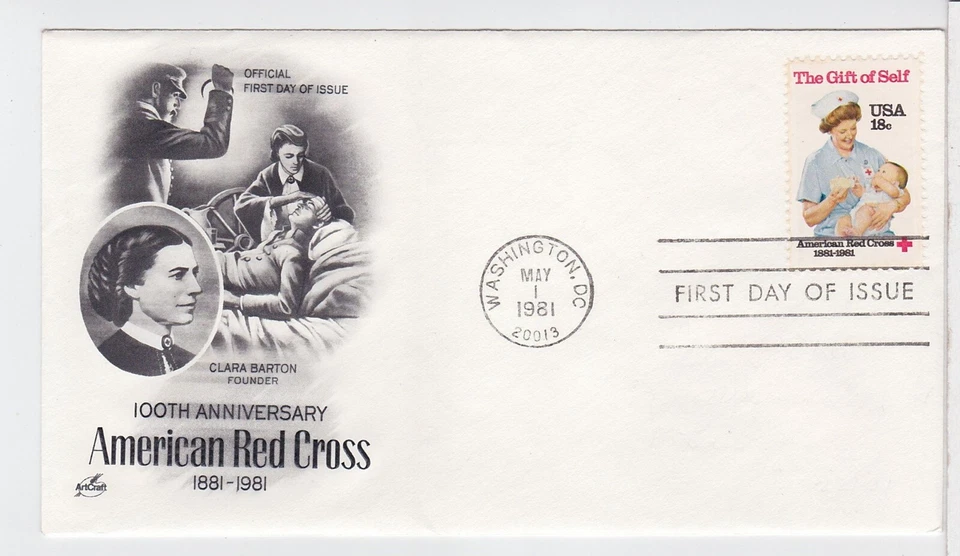 OFFICIAL
FIRST DAY OF ISSUE
CLARA BARTON
FOUNDER
100TH ANNIVERSARY
American Red Cross
1881-1981
ArtCraft
WASHINGTON, DC
MAY
1
1981
20013
The Gift of Self
USA
18c
American Red Cross
1881-1981
FIRST DAY OF ISSUE